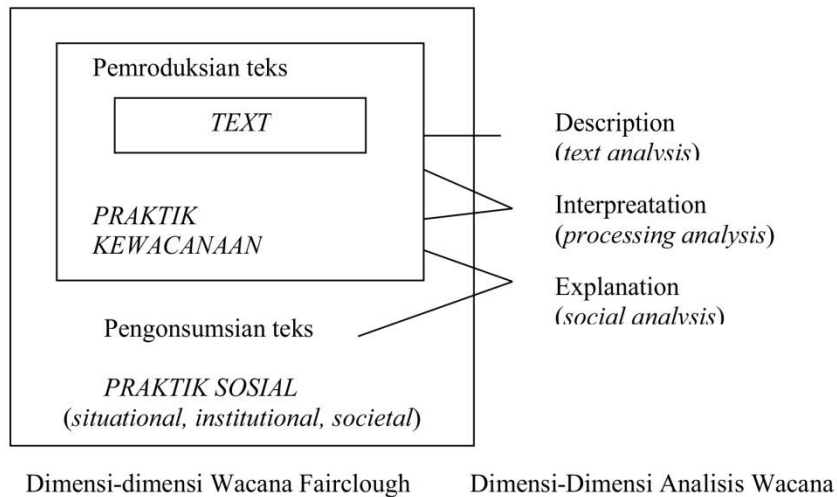 Pemroduksian teks
TEXT
PRAKTIK
KEWACANAAN
Pengonsumsian teks
PRAKTIK SOSIAL
(situational, institutional, societal)
Description
(text analysis)
Interpreatation
(processing analysis)
Explanation
(social analysis)
Dimensi-dimensi Wacana Fairclough
Dimensi-Dimensi Analisis Wacana